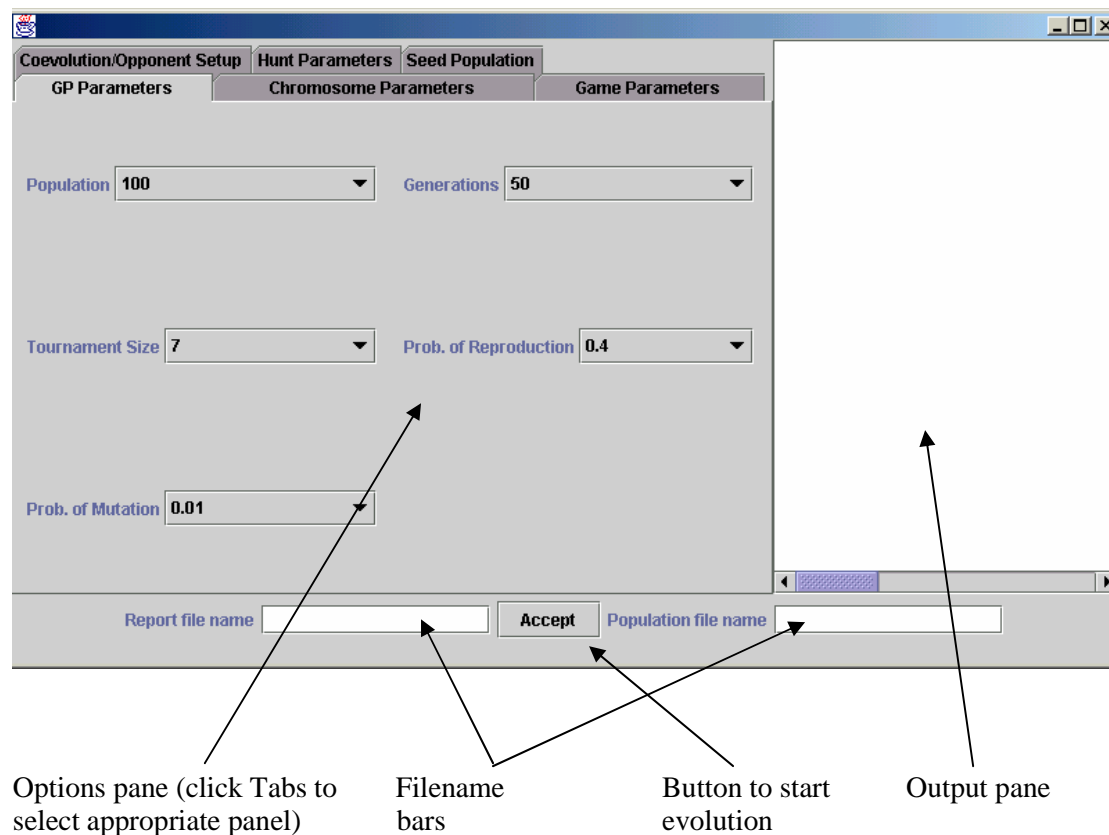 Coevolution/Opponent Setup Hunt Parameters Seed Population
GP Parameters Chromosome Parameters Game Parameters
Population 100 Generations 50
Tournament Size 7 Prob. of Reproduction 0.4
Prob. of Mutation 0.01
Report file name Accept Population file name
Options pane (click Tabs to
select appropriate panel)
Filename
bars
Button to start
evolution
Output pane